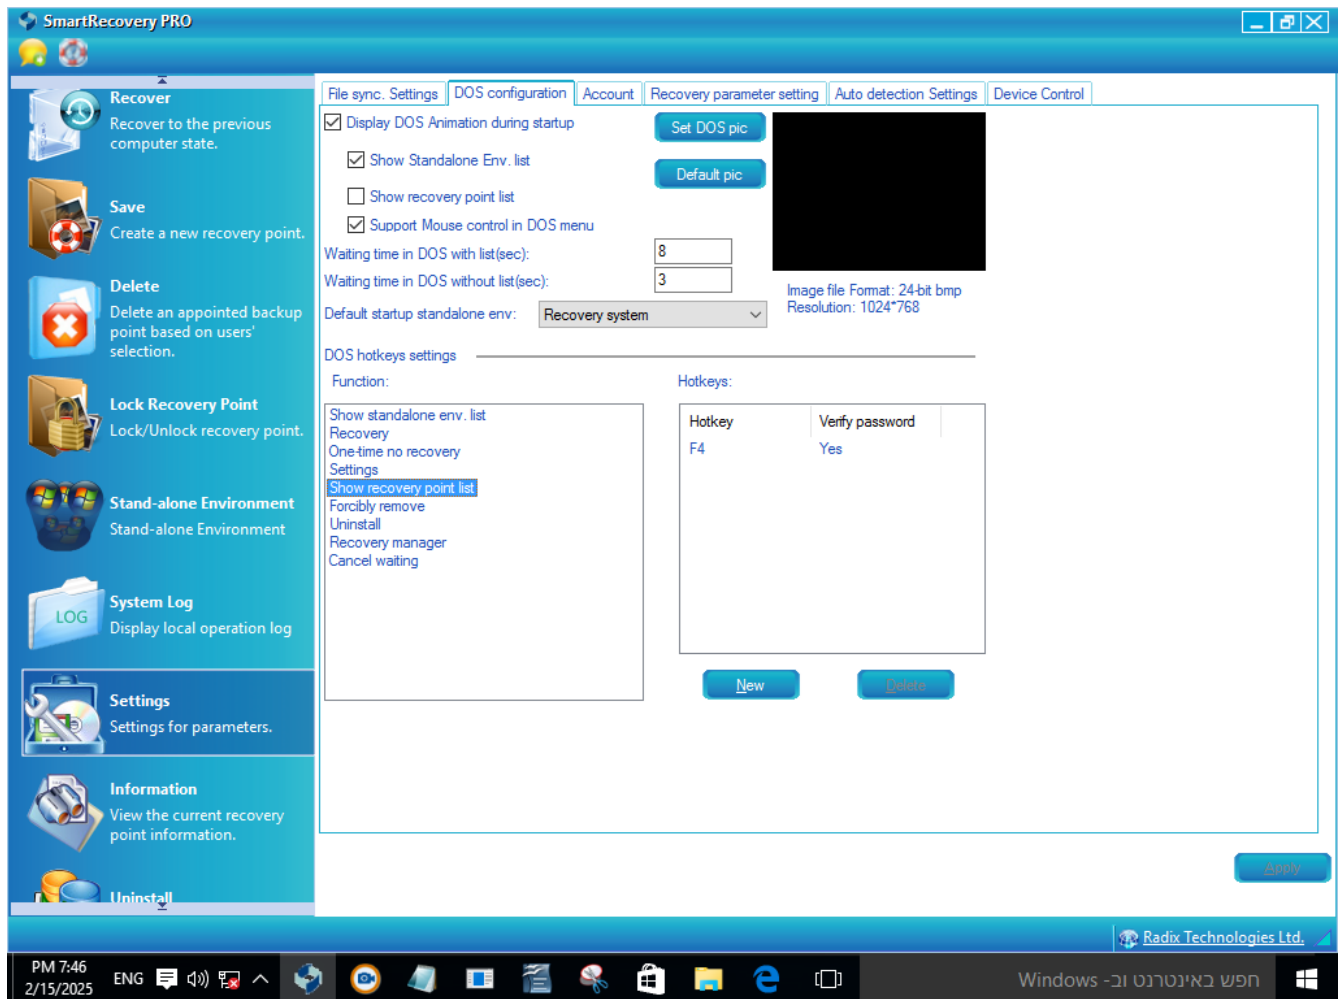 SmartRecovery PRO
Recover
Recover to the previous
computer state.
Save
Create a new recovery point.
Delete
Delete an appointed backup
point based on users'
selection.
Lock Recovery Point
Lock/Unlock recovery point.
Stand-alone Environment
Stand-alone Environment
LOG
System Log
Display local operation log
Settings
Settings for parameters.
Information
View the current recovery
point information.
Uninstall
File sync. Settings
DOS configuration
Account
Recovery parameter setting
Auto detection Settings
Device Control
Display DOS Animation during startup
Set DOS pic
Show Standalone Env. list
Default pic
Show recovery point list
Support Mouse control in DOS menu
Waiting time in DOS with list(sec):
8
Waiting time in DOS without list(sec):
3
Image file Format: 24-bit bmp
Resolution: 1024*768
Default startup standalone env:
Recovery system
DOS hotkeys settings
Function:
Show standalone env. list
Recovery
One-time no recovery
Settings
Show recovery point list
Forcibly remove
Uninstall
Recovery manager
Cancel waiting
Hotkeys:
Hotkey Verify password
F4 Yes
New
Delete
Apply
Radix Technologies Ltd.
PM 7:46
2/15/2025
ENG
חפש באינטרנט וב- Windows